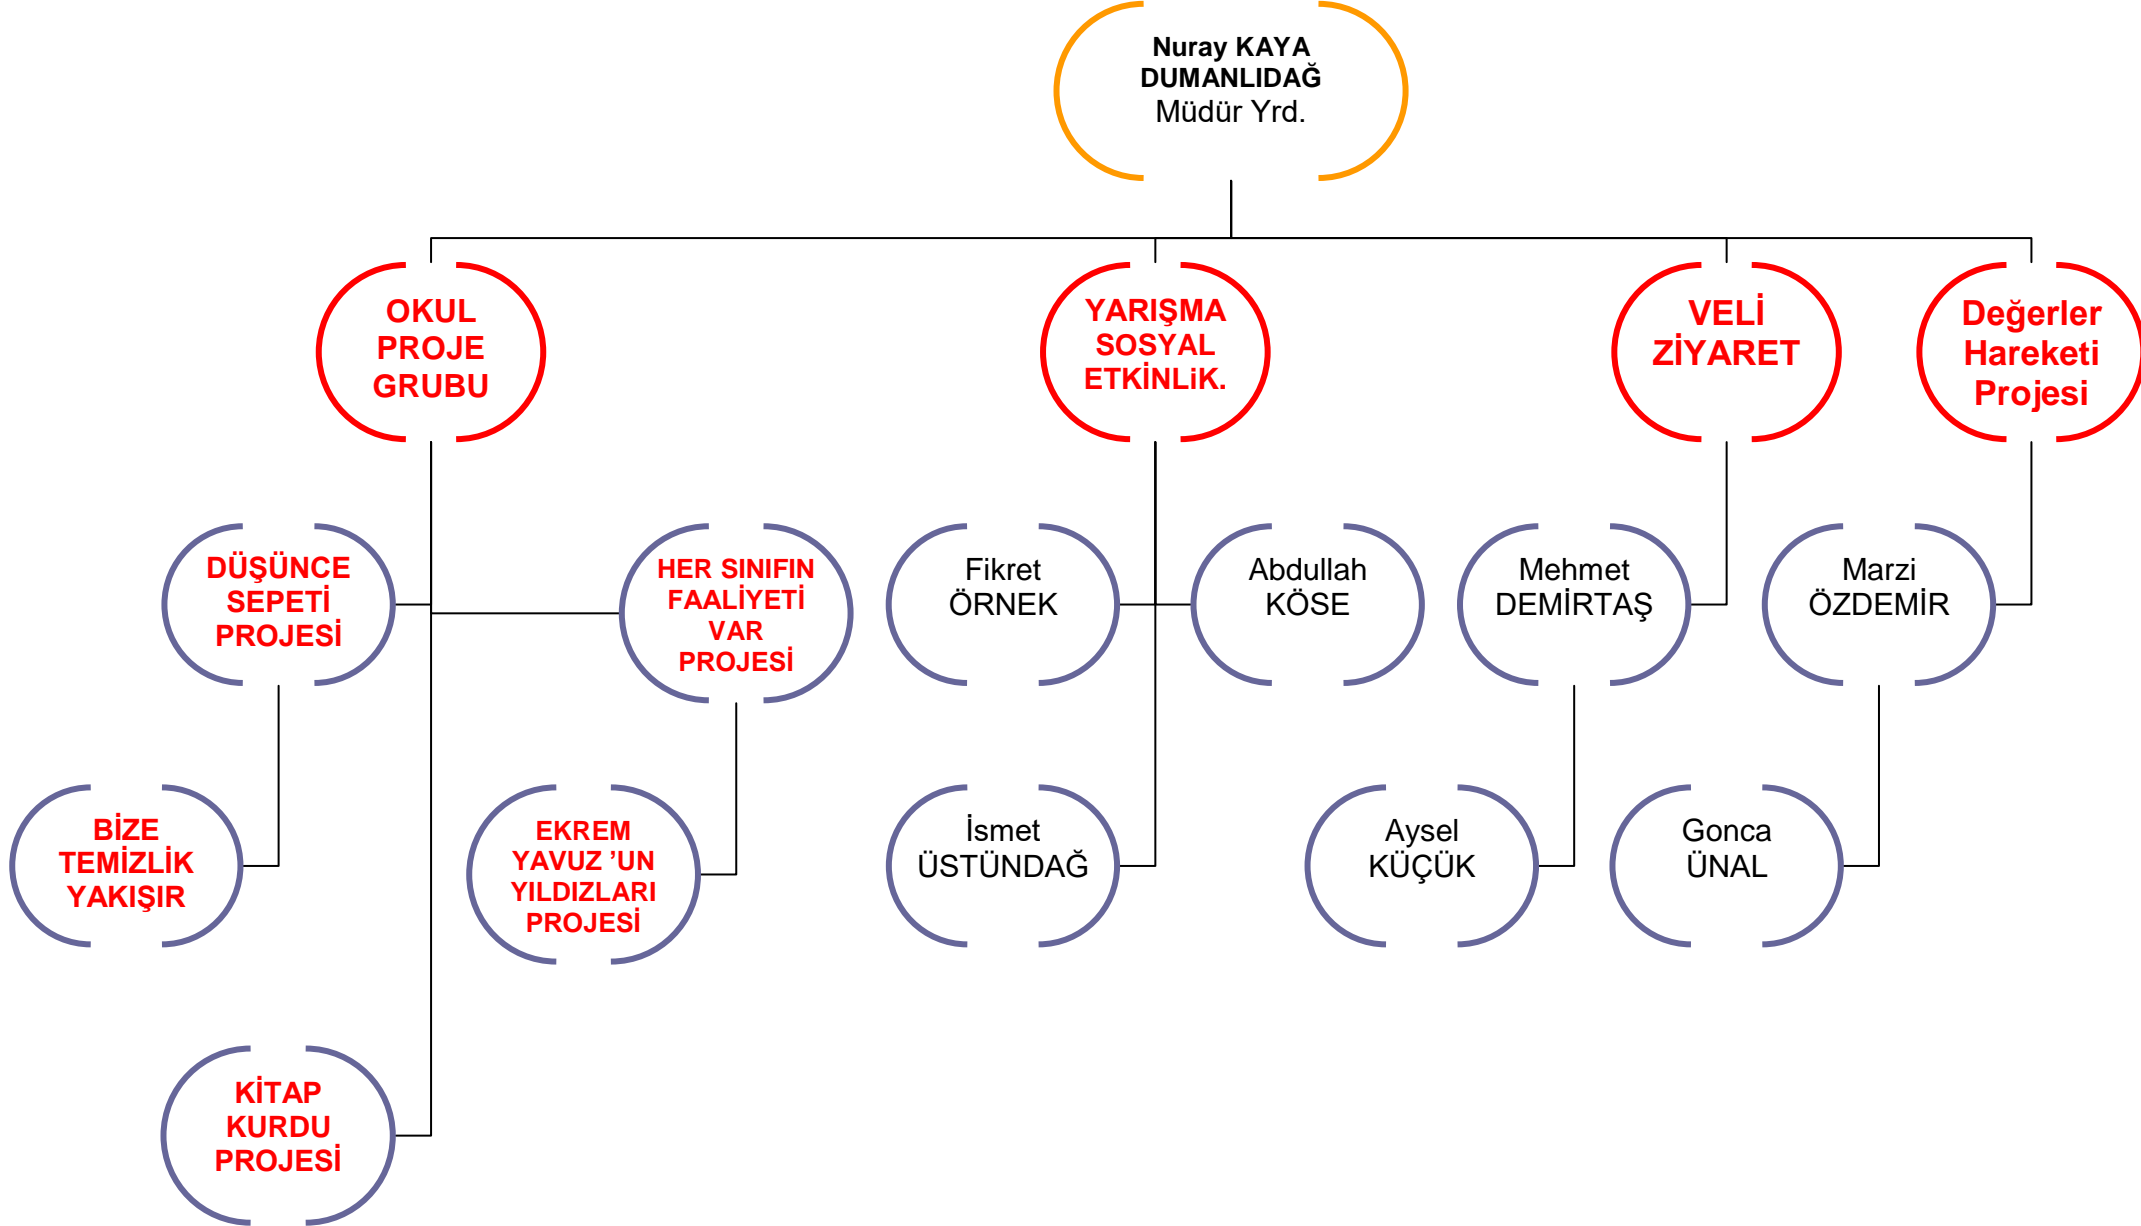 Nuray KAYA
DUMANLIDAĞ
Müdür Yrd.
OKUL
PROJE
GRUBU
YARIŞMA
SOSYAL
ETKİNLiK.
VELİ
ZİYARET
Değerler
Hareketi
Projesi
DÜŞÜNCE
SEPETİ
PROJESİ
HER SINIFIN
FAALİYETİ
VAR
PROJESİ
Fikret
ÖRNEK
Abdullah
KÖSE
Mehmet
DEMİRTAŞ
Marzi
ÖZDEMİR
BİZE
TEMİZLİK
YAKIŞIR
EKREM
YAVUZ ’UN
YILDIZLARI
PROJESİ
İsmet
ÜSTÜNDAĞ
Aysel
KÜÇÜK
Gonca
ÜNAL
KİTAP
KURDU
PROJESİ